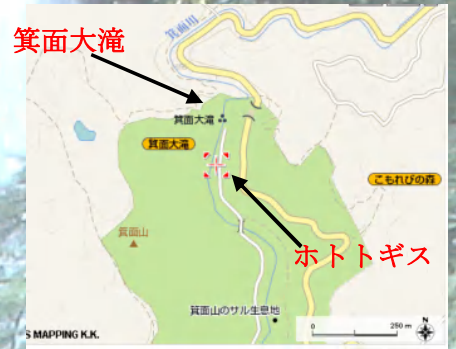 箕面大滝
箕面川
箕面大滝
箕面大滝
こもれびの森
箕面山
ホトトギス
箕面山のサル生息地
0 250 m
N
S MAPPING K.K.